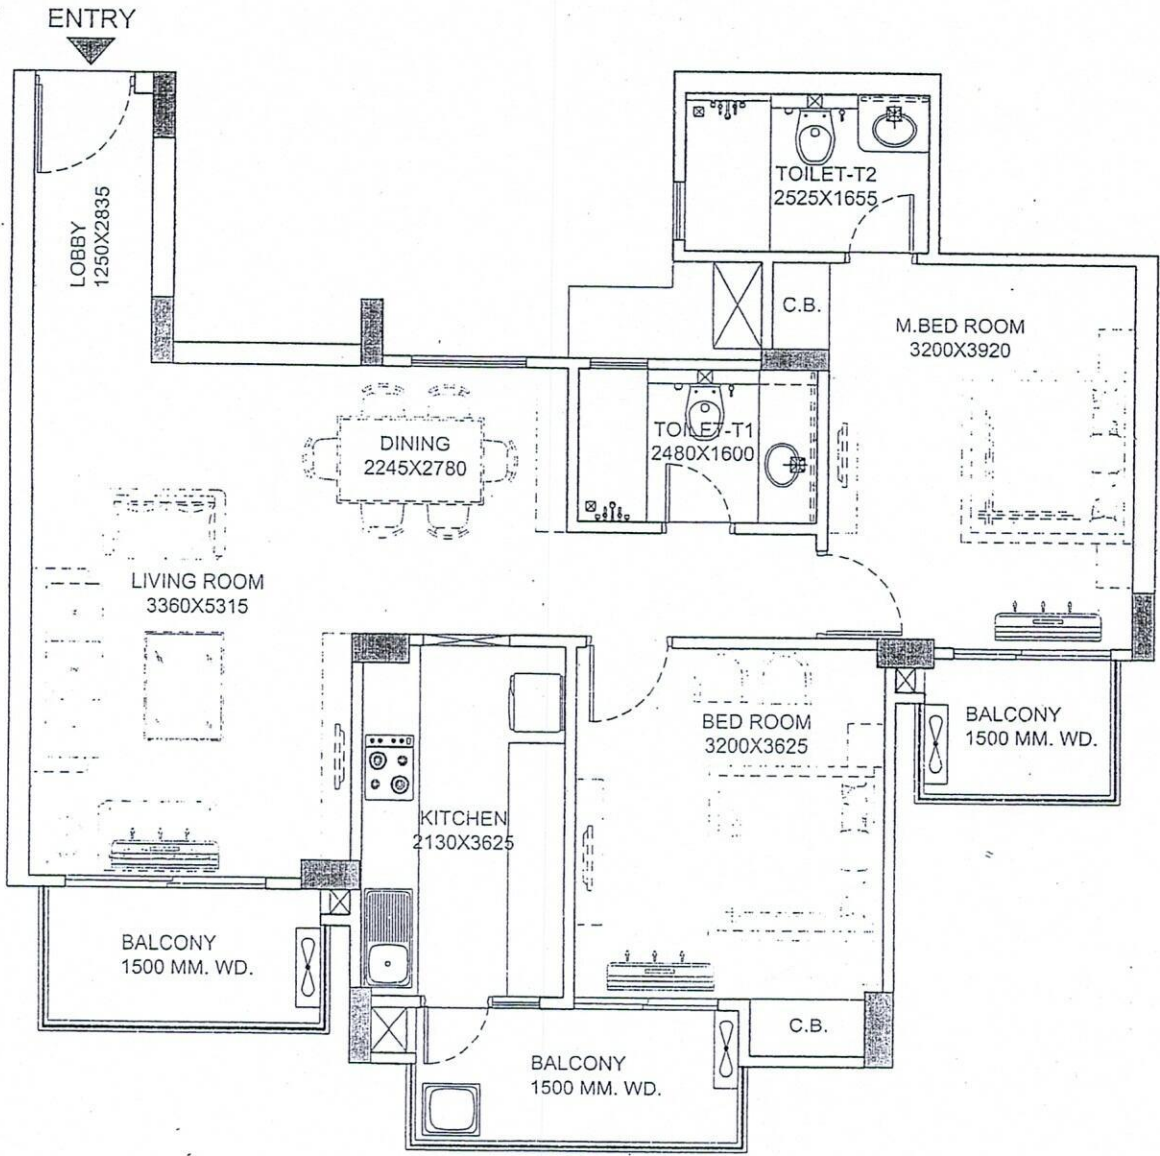 ENTRY
LOBBY
1250X2835
TOILET-T2
2525X1655
C.B.
M.BED ROOM
3200X3920
DINING
2245X2780
TOILET-T1
2480X1600
LIVING ROOM
3360X5315
BED ROOM
3200X3625
BALCONY
1500 MM. WD.
KITCHEN
2130X3625
BALCONY
1500 MM. WD.
C.B.
BALCONY
1500 MM. WD.